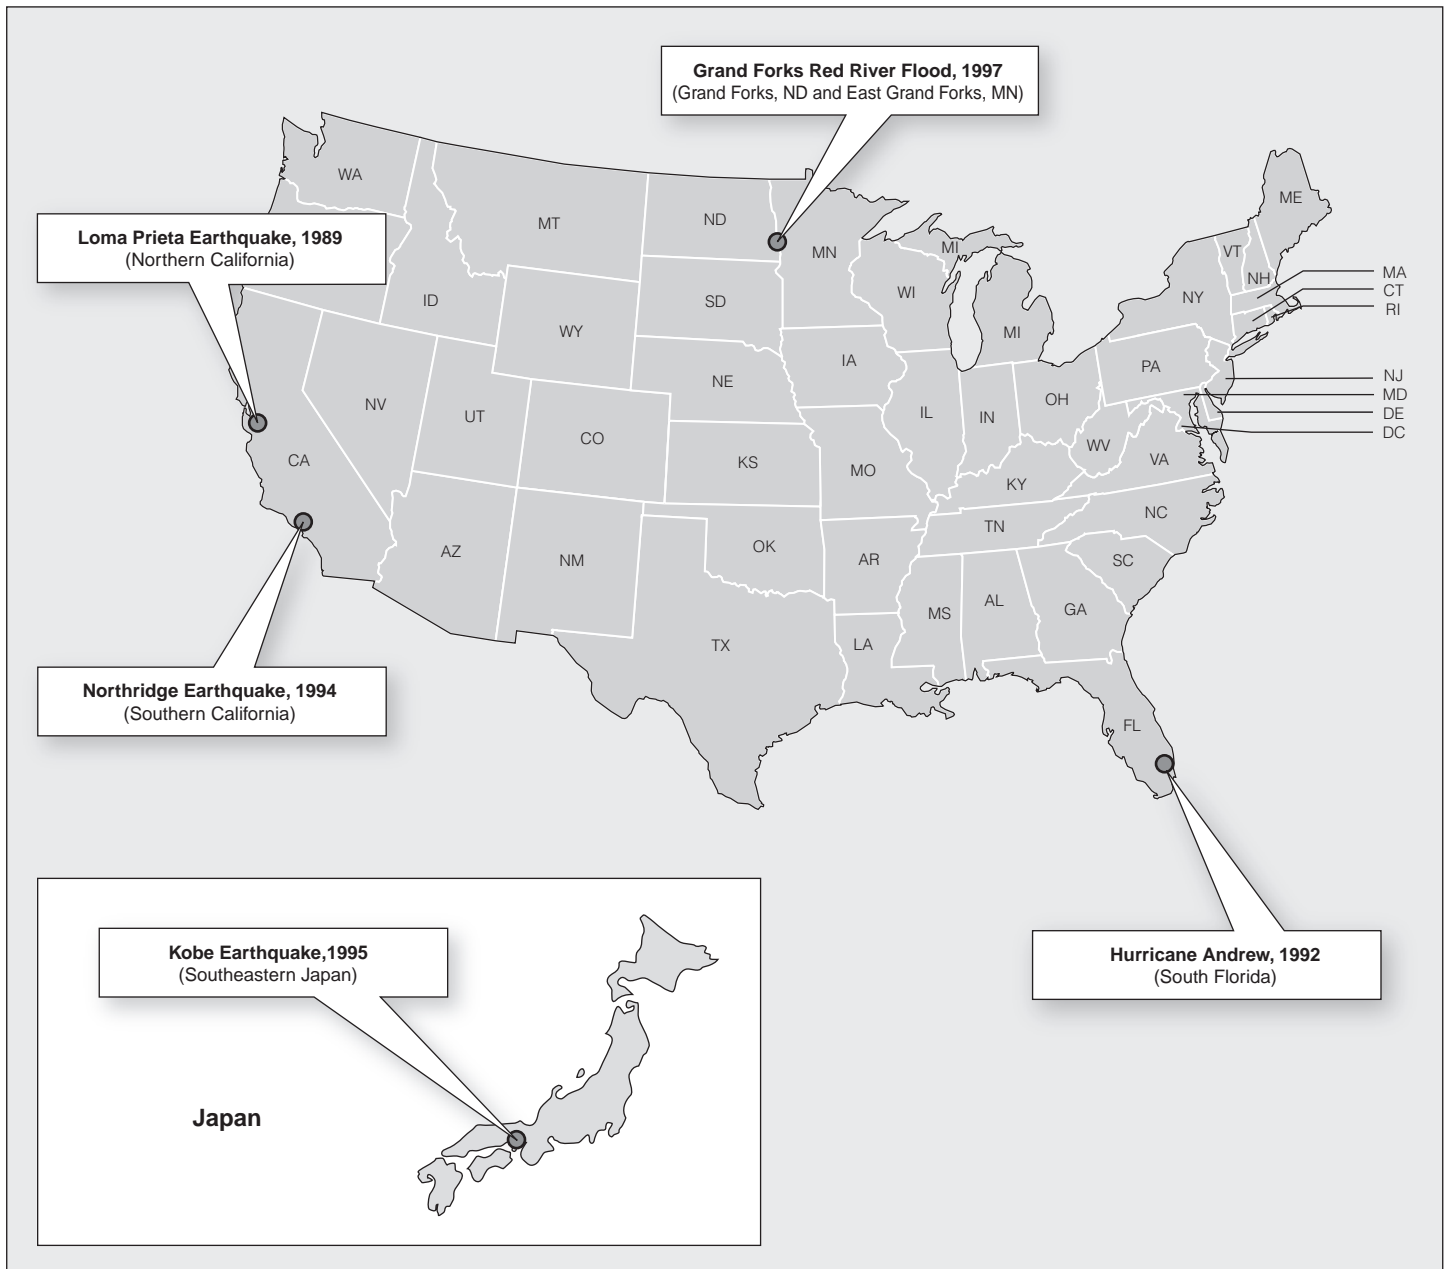 Grand Forks Red River Flood, 1997
(Grand Forks, ND and East Grand Forks, MN)
Loma Prieta Earthquake, 1989
(Northern California)
WA
MT
ND
MN
MI
ME
VT
NH
MA
CT
RI
ID
SD
WI
NY
WY
MI
IA
PA
NE
NJ
MD
DE
DC
NV
UT
CO
IL
IN
OH
WV
VA
CA
KS
MO
KY
NC
TN
AZ
NM
OK
AR
SC
MS
AL
GA
TX
LA
FL
Northridge Earthquake, 1994
(Southern California)
Hurricane Andrew, 1992
(South Florida)
Kobe Earthquake,1995
(Southeastern Japan)
Japan